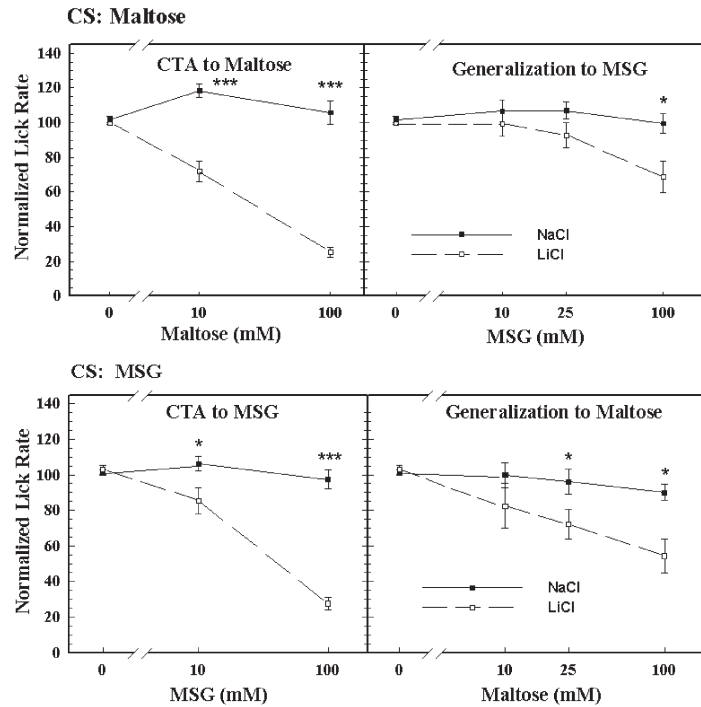 CS: Maltose
CTA to Maltose
Generalization to MSG
*** ***
*
Normalized Lick Rate
140
120
100
80
60
40
20
0
NaCl
LiCl
0 10 100
0 10 25 100
Maltose (mM)
MSG (mM)
CS: MSG
CTA to MSG
Generalization to Maltose
* ***
* *
Normalized Lick Rate
140
120
100
80
60
40
20
0
NaCl
LiCl
0 10 100
0 10 25 100
MSG (mM)
Maltose (mM)